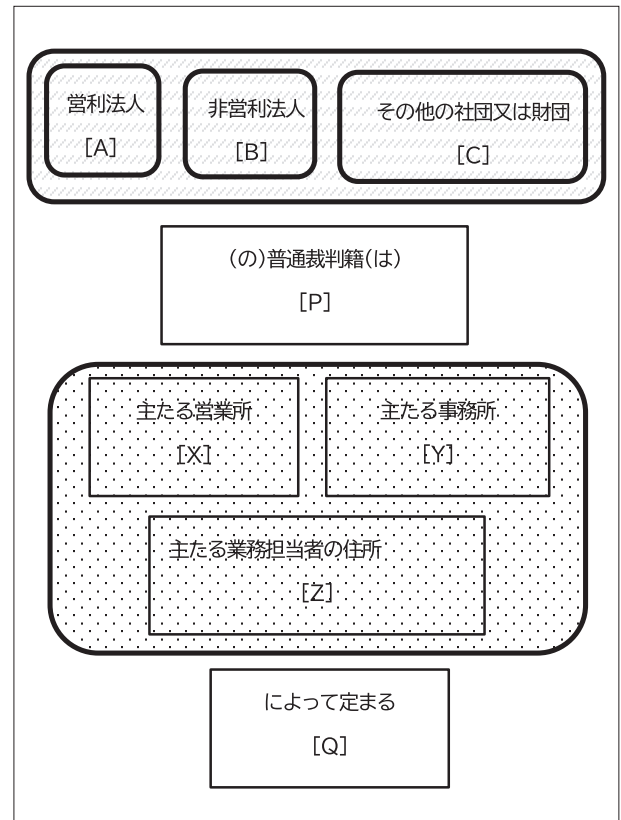 営利法人
[A]
非営利法人
[B]
その他の社団又は財団
[C]
(の)普通裁判籍(は)
[P]
主たる営業所
[X]
主たる事務所
[Y]
主たる業務担当者の住所
[Z]
によって定まる
[Q]